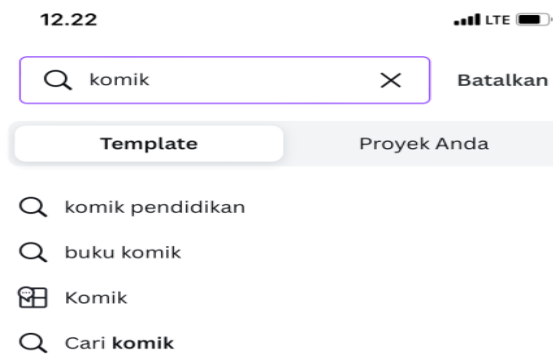 12.22 LTE
komik Batalkan
Template Proyek Anda
komik pendidikan
buku komik
Komik
Cari komik